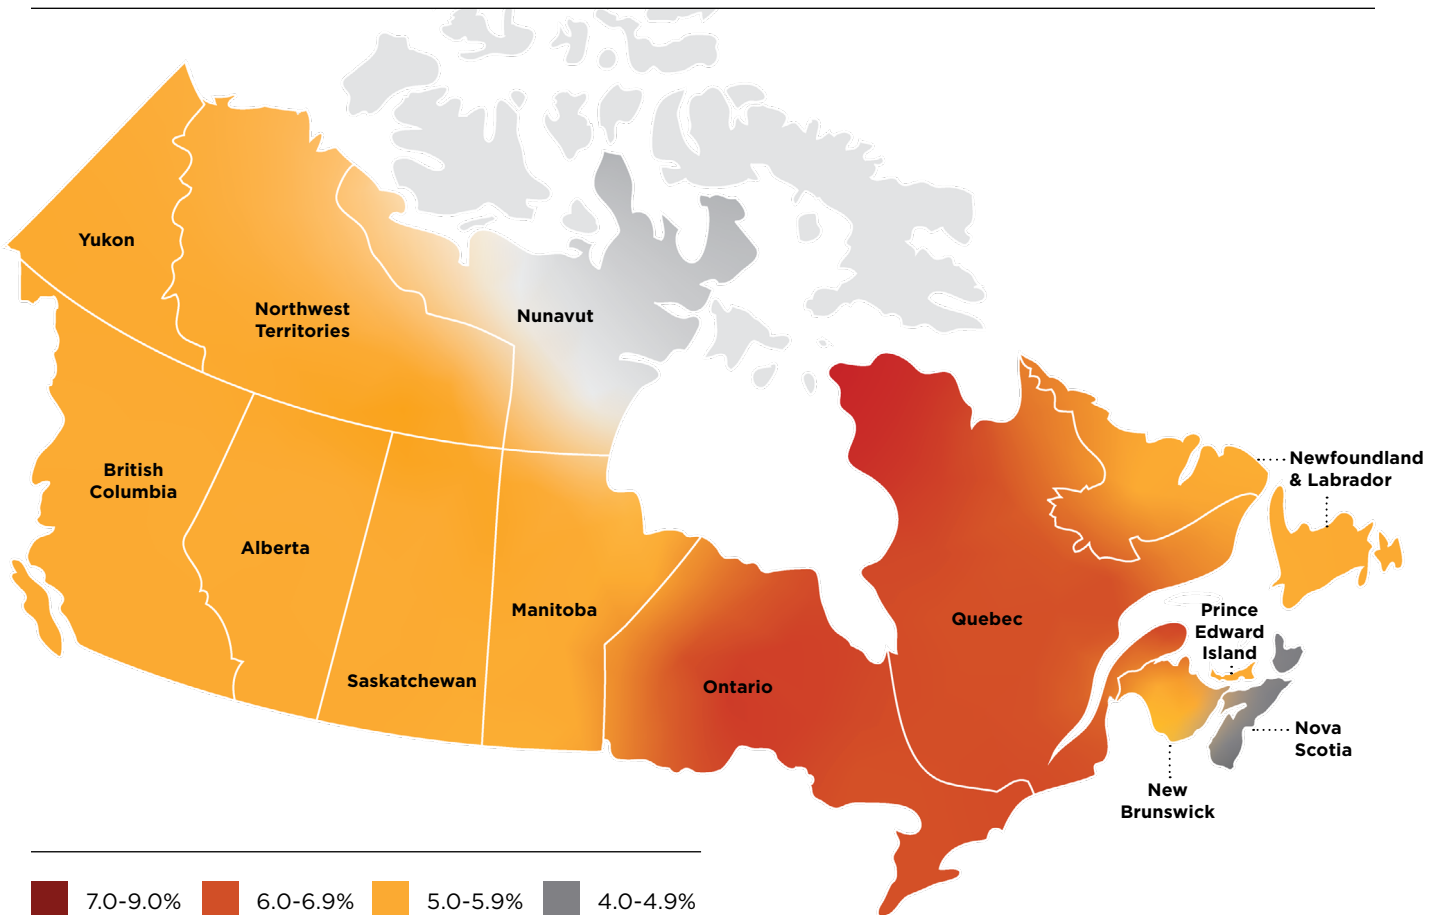 Yukon
Northwest
Territories
Nunavut
British
Columbia
Alberta
Saskatchewan
Manitoba
Ontario
Quebec
Newfoundland
& Labrador
Prince
Edward
Island
Nova
Scotia
New
Brunswick
7.0-9.0%
6.0-6.9%
5.0-5.9%
4.0-4.9%